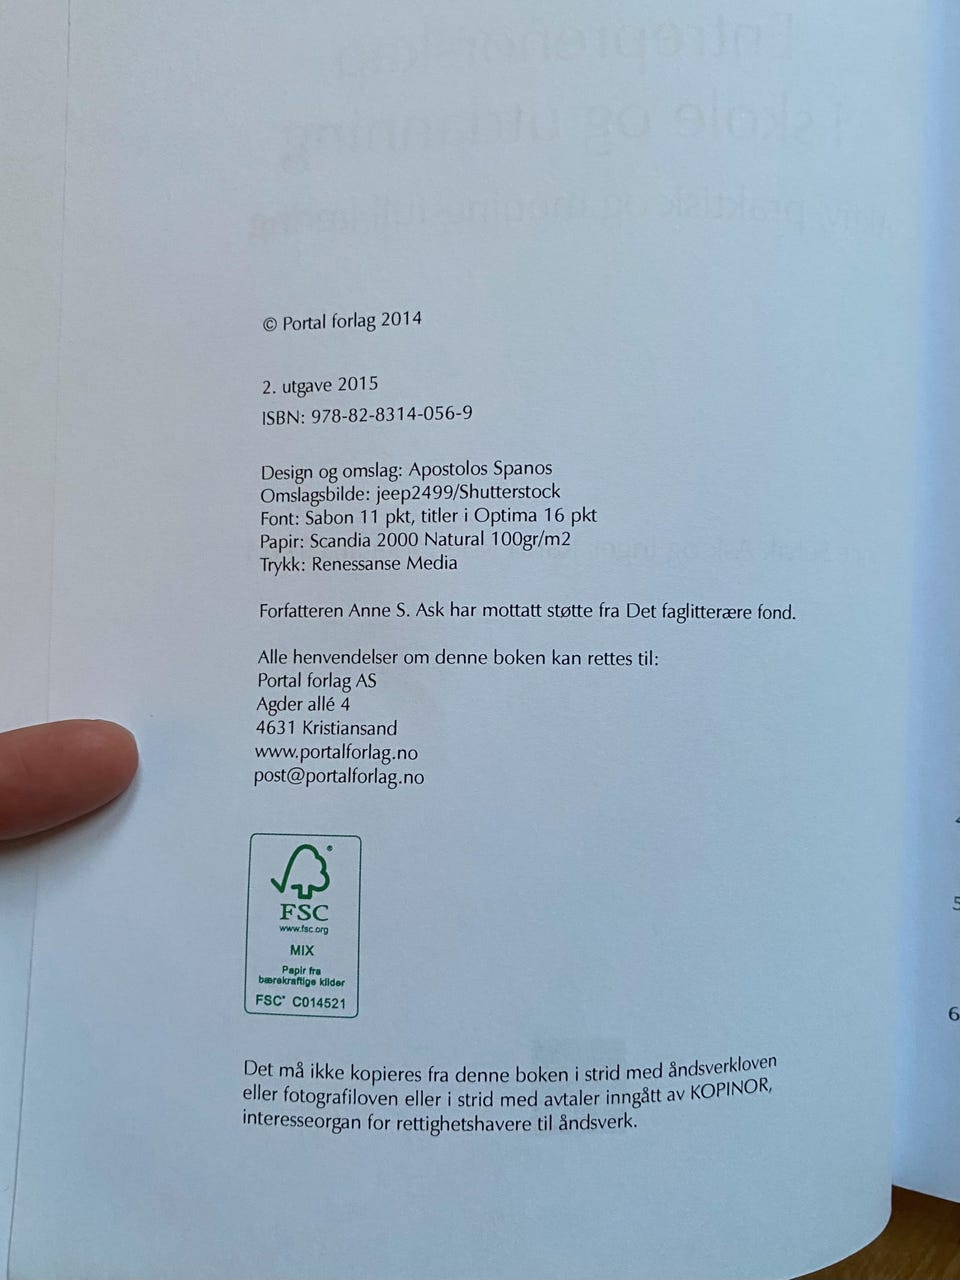 © Portal forlag 2014
2. utgave 2015
ISBN: 978-82-8314-056-9
Design og omslag: Apostolos Spanos
Omslagsbilde: jeep2499/Shutterstock
Font: Sabon 11 pkt, titler i Optima 16 pkt
Papir: Scandia 2000 Natural 100gr/m2
Trykk: Renessanse Media
Forfatteren Anne S. Ask har mottatt støtte fra Det faglitterære fond.
Alle henvendelser om denne boken kan rettes til:
Portal forlag AS
Agder allé 4
4631 Kristiansand
www.portalforlag.no
post@portalforlag.no
®
FSC
www.fsc.org
MIX
Papir fra
bærekraftige kilder
FSC® C014521
Det må ikke kopieres fra denne boken i strid med åndsverkloven
eller fotografiloven eller i strid med avtaler inngått av KOPINOR,
interesseorgan for rettighetshavere til åndsverk.
5
6